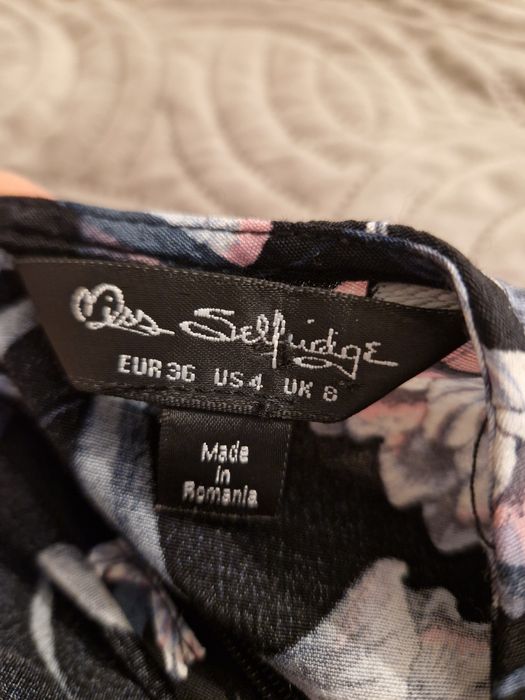 Miss Selfridge
EUR 36 US 4 UK 8
Made
in
Romania